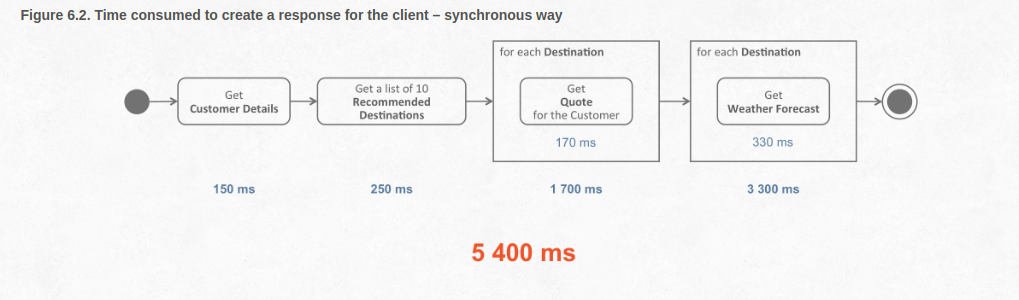 Figure 6.2. Time consumed to create a response for the client – synchronous way
for each Destination
for each Destination
Get
Customer Details
Get a list of 10
Recommended
Destinations
Get
Quote
for the Customer
Get
Weather Forecast
170 ms
330 ms
150 ms
250 ms
1 700 ms
3 300 ms
5 400 ms